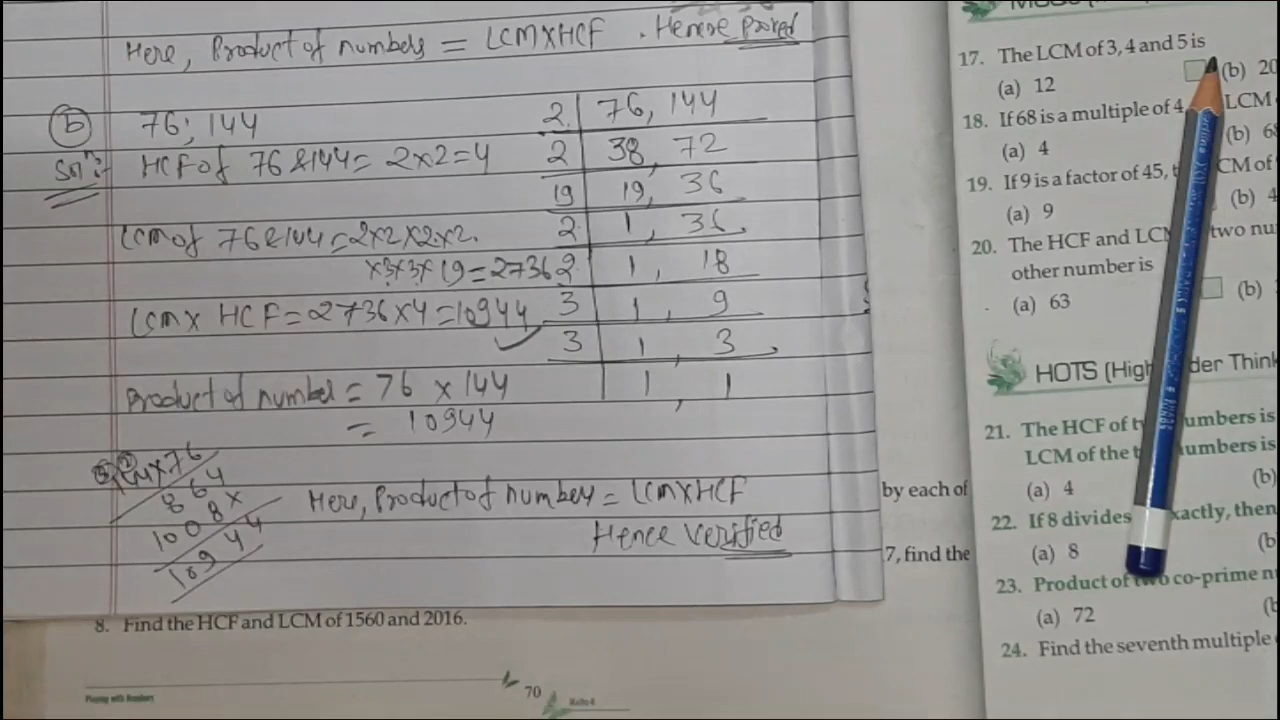 Here, Product of numbers = LCM×HCF . Hence Proved
(b) 76, 144
Solⁿ:- HCF of 76 & 144 = 2×2=4
LCM of 76 & 144 = 2×2×2×2.
×3×3×19=2736
LCM × HCF = 2736×4=10944
Product of number = 76 × 144
= 10944
144×76
864
1008×
10944
Here, Product of number = LCM×HCF
Hence Verified
2 | 76, 144
2 | 38, 72
19 | 19, 36
2 | 1, 36
2 | 1, 18
3 | 1, 9
3 | 1, 3
1, 1
by each of
7, find the
8. Find the HCF and LCM of 1560 and 2016.
Playing with Numbers
70
17. The LCM of 3, 4 and 5 is
(a) 12 (b) 20
18. If 68 is a multiple of 4 LCM
(a) 4 (b) 6
19. If 9 is a factor of 45, CM of
(a) 9 (b) 4
20. The HCF and LC two nu
other number is
(a) 63 (b)
HOTS (High der Think
21. The HCF of umbers is
LCM of the umbers is
(a) 4 (b)
22. If 8 divides xactly, then
(a) 8 (b
23. Product of two co-prime n
(a) 72 (b
24. Find the seventh multiple